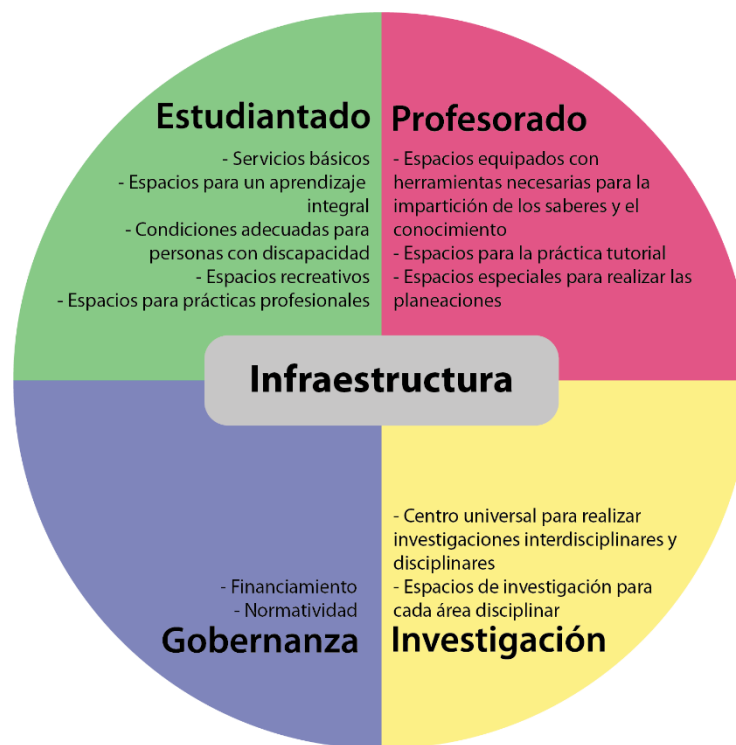 Estudiantado
- Servicios básicos
- Espacios para un aprendizaje
integral
- Condiciones adecuadas para
personas con discapacidad
- Espacios recreativos
- Espacios para prácticas profesionales
Profesorado
- Espacios equipados con
herramientas necesarias para la
impartición de los saberes y el
conocimiento
- Espacios para la práctica tutorial
- Espacios especiales para realizar las
planeaciones
Infraestructura
- Financiamiento
- Normatividad
Gobernanza
- Centro universal para realizar
investigaciones interdisciplinares y
disciplinares
- Espacios de investigación para
cada área disciplinar
Investigación